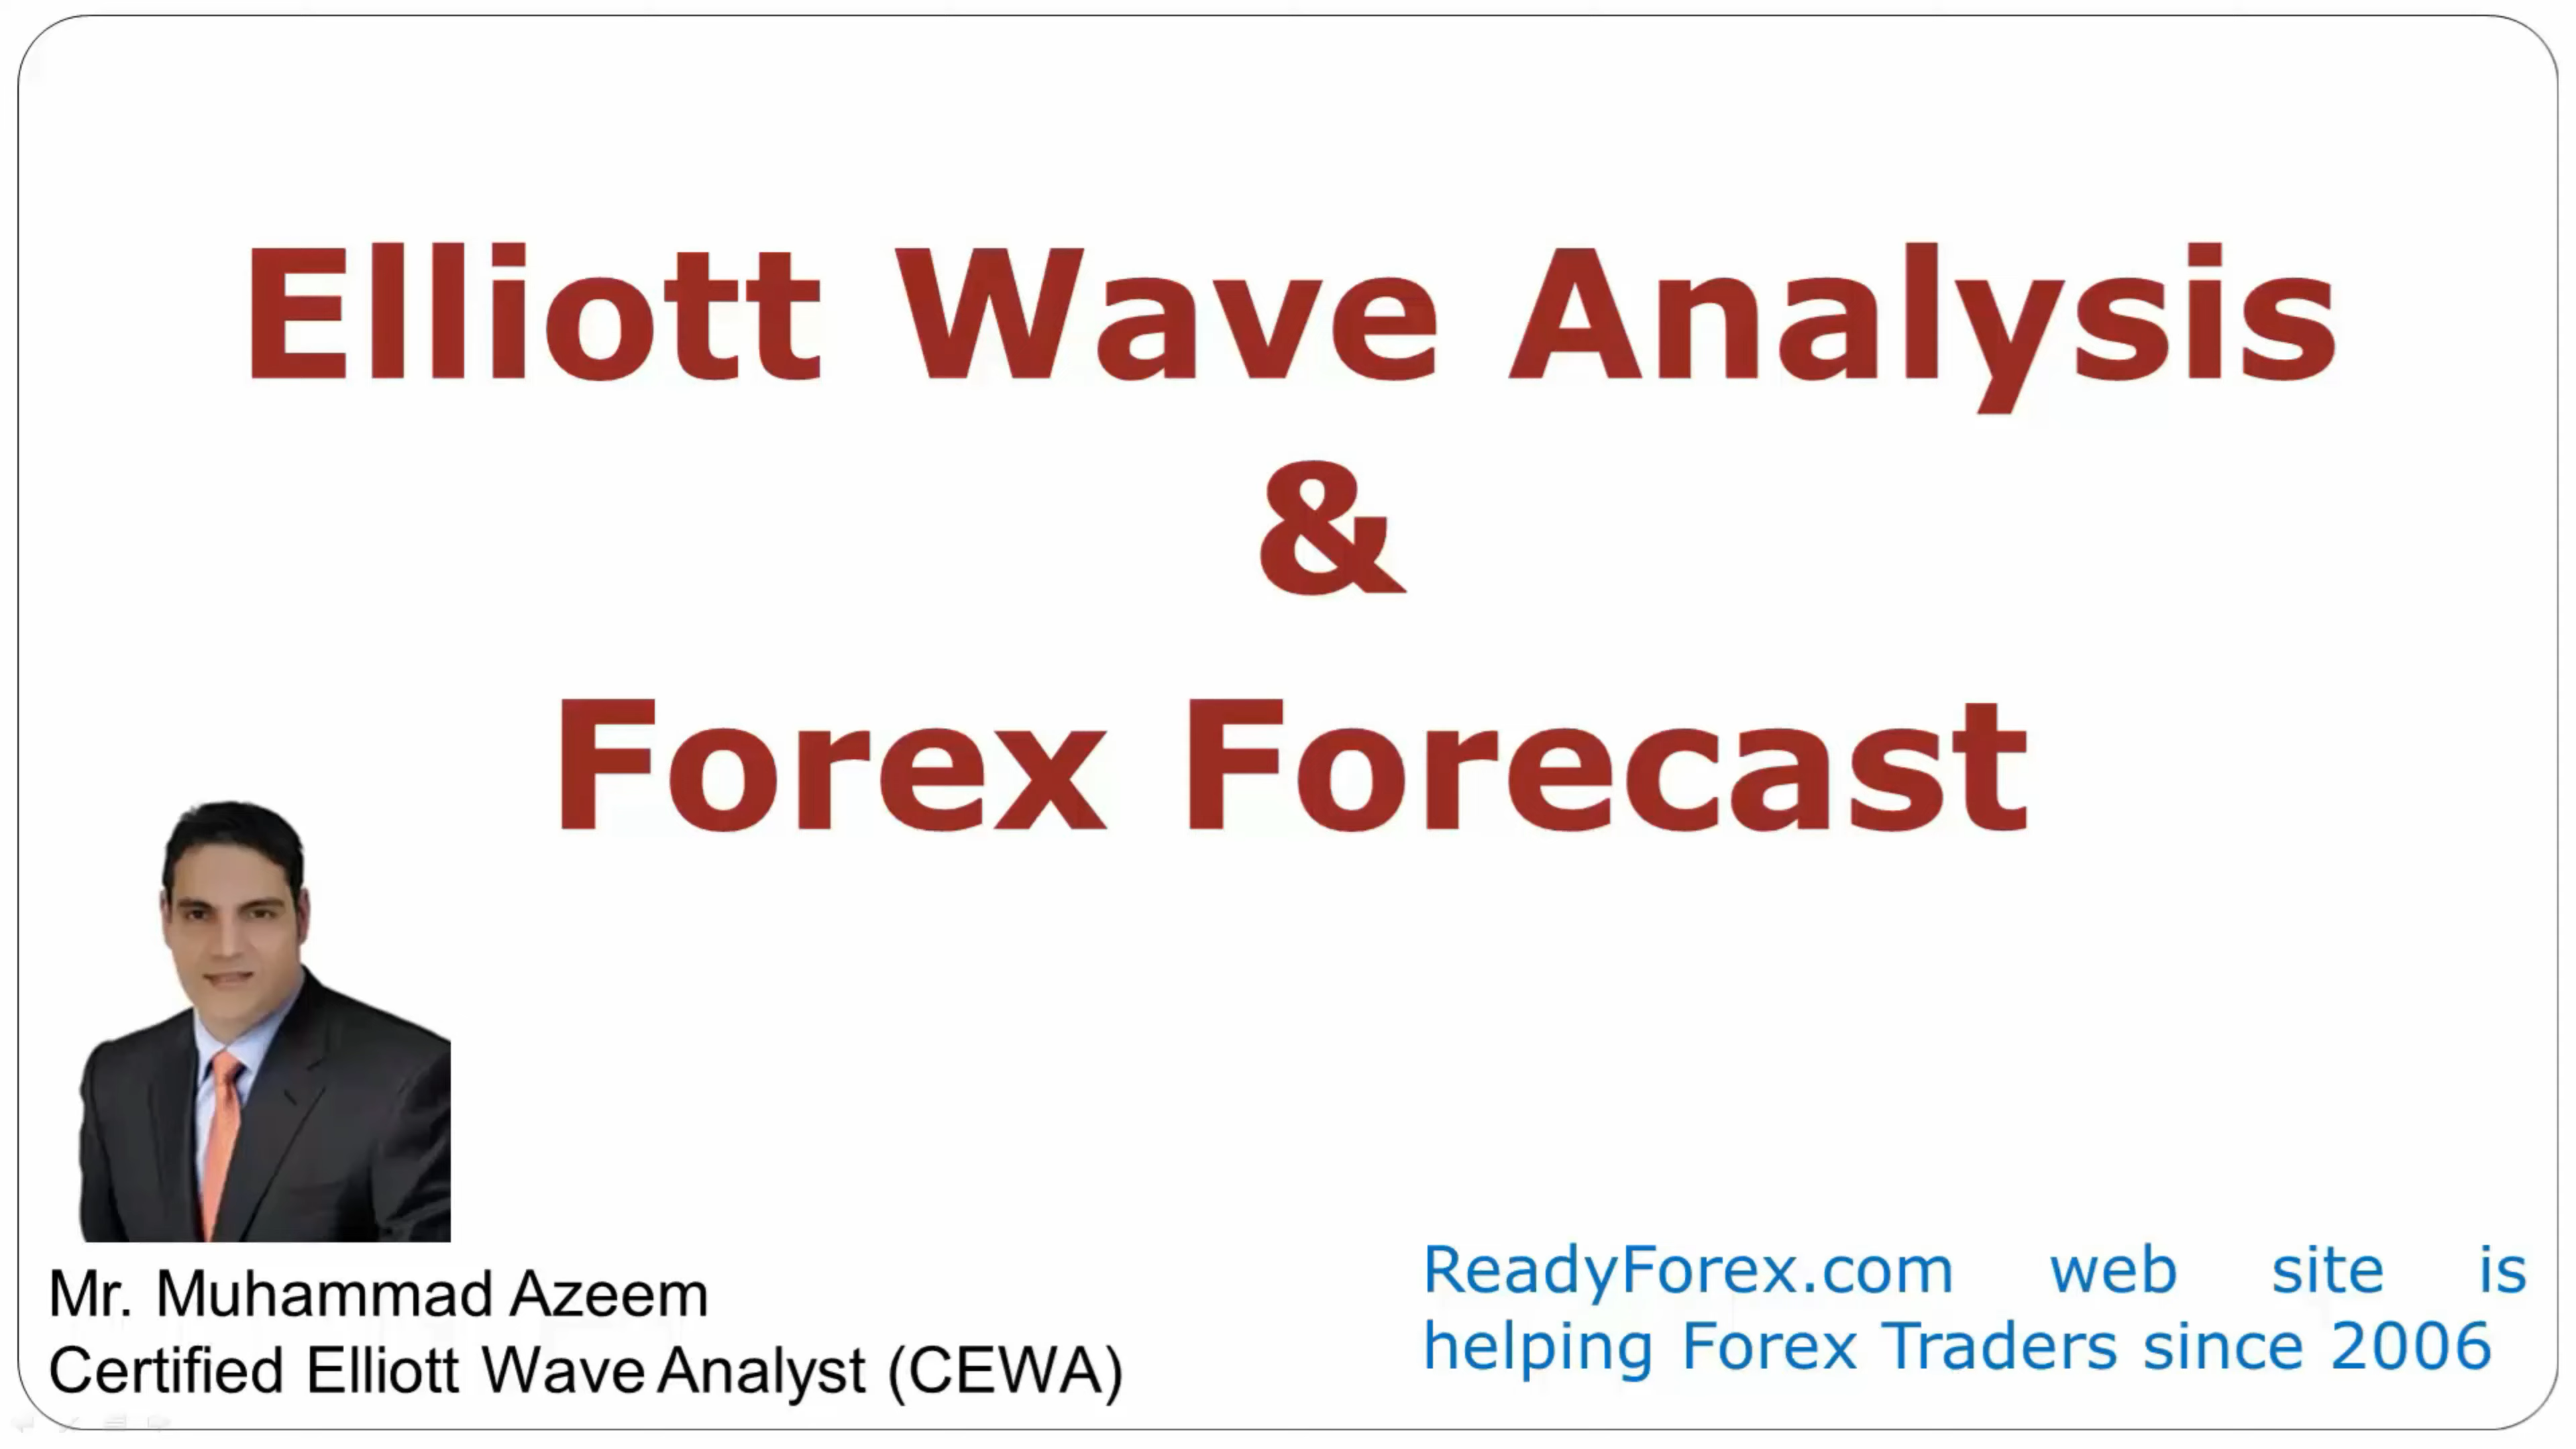 Elliott Wave Analysis
&
Forex Forecast
Mr. Muhammad Azeem
Certified Elliott Wave Analyst (CEWA)
ReadyForex.com web site is
helping Forex Traders since 2006